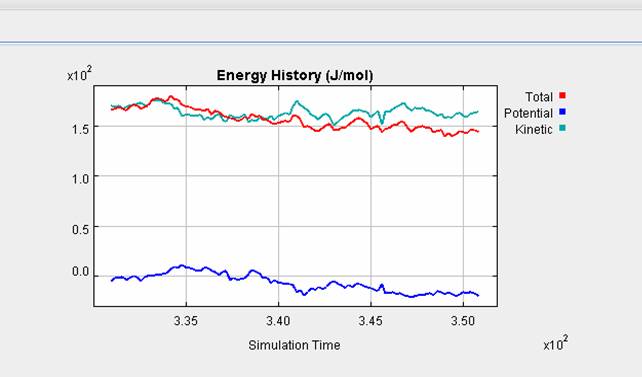 x10²
Energy History (J/mol)
Total
Potential
Kinetic
1.5
1.0
0.5
0.0
3.35 3.40 3.45 3.50
Simulation Time
x10²